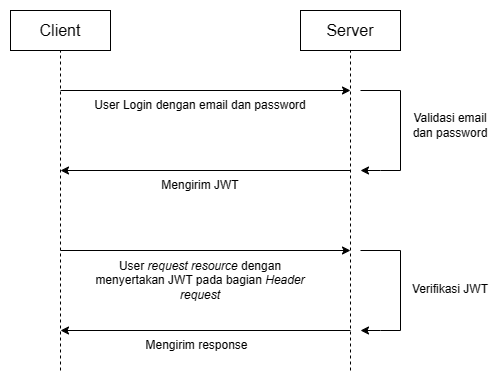 Client
Server
User Login dengan email dan password
Validasi email
dan password
Mengirim JWT
User request resource dengan
menyertakan JWT pada bagian Header
request
Verifikasi JWT
Mengirim response